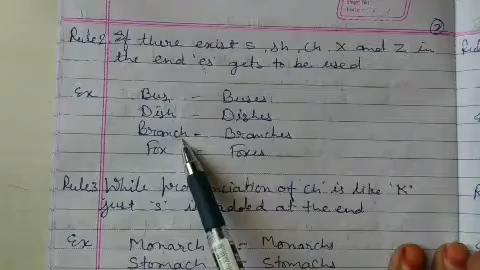 ②
Rule2 If there exist s, sh, ch, x and z in
the end 'es' gets to be used
Ex Bus - Buses
Dish - Dishes
Branch = Branches
Fox = Foxes
Rule3 While pronunciation of 'ch' is like "K"
just 's' is added at the end
Ex Monarch = Monarchs
Stomach = Stomachs